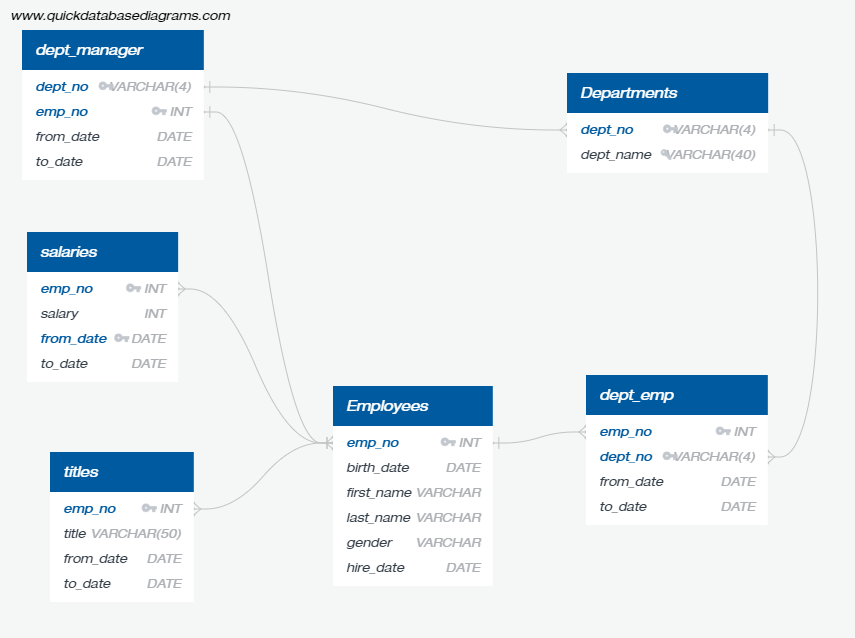 www.quickdatabasediagrams.com
dept_manager
dept_no VARCHAR(4)
emp_no INT
from_date DATE
to_date DATE
Departments
dept_no VARCHAR(4)
dept_name VARCHAR(40)
salaries
emp_no INT
salary INT
from_date DATE
to_date DATE
Employees
emp_no INT
birth_date DATE
first_name VARCHAR
last_name VARCHAR
gender VARCHAR
hire_date DATE
dept_emp
emp_no INT
dept_no VARCHAR(4)
from_date DATE
to_date DATE
titles
emp_no INT
title VARCHAR(50)
from_date DATE
to_date DATE